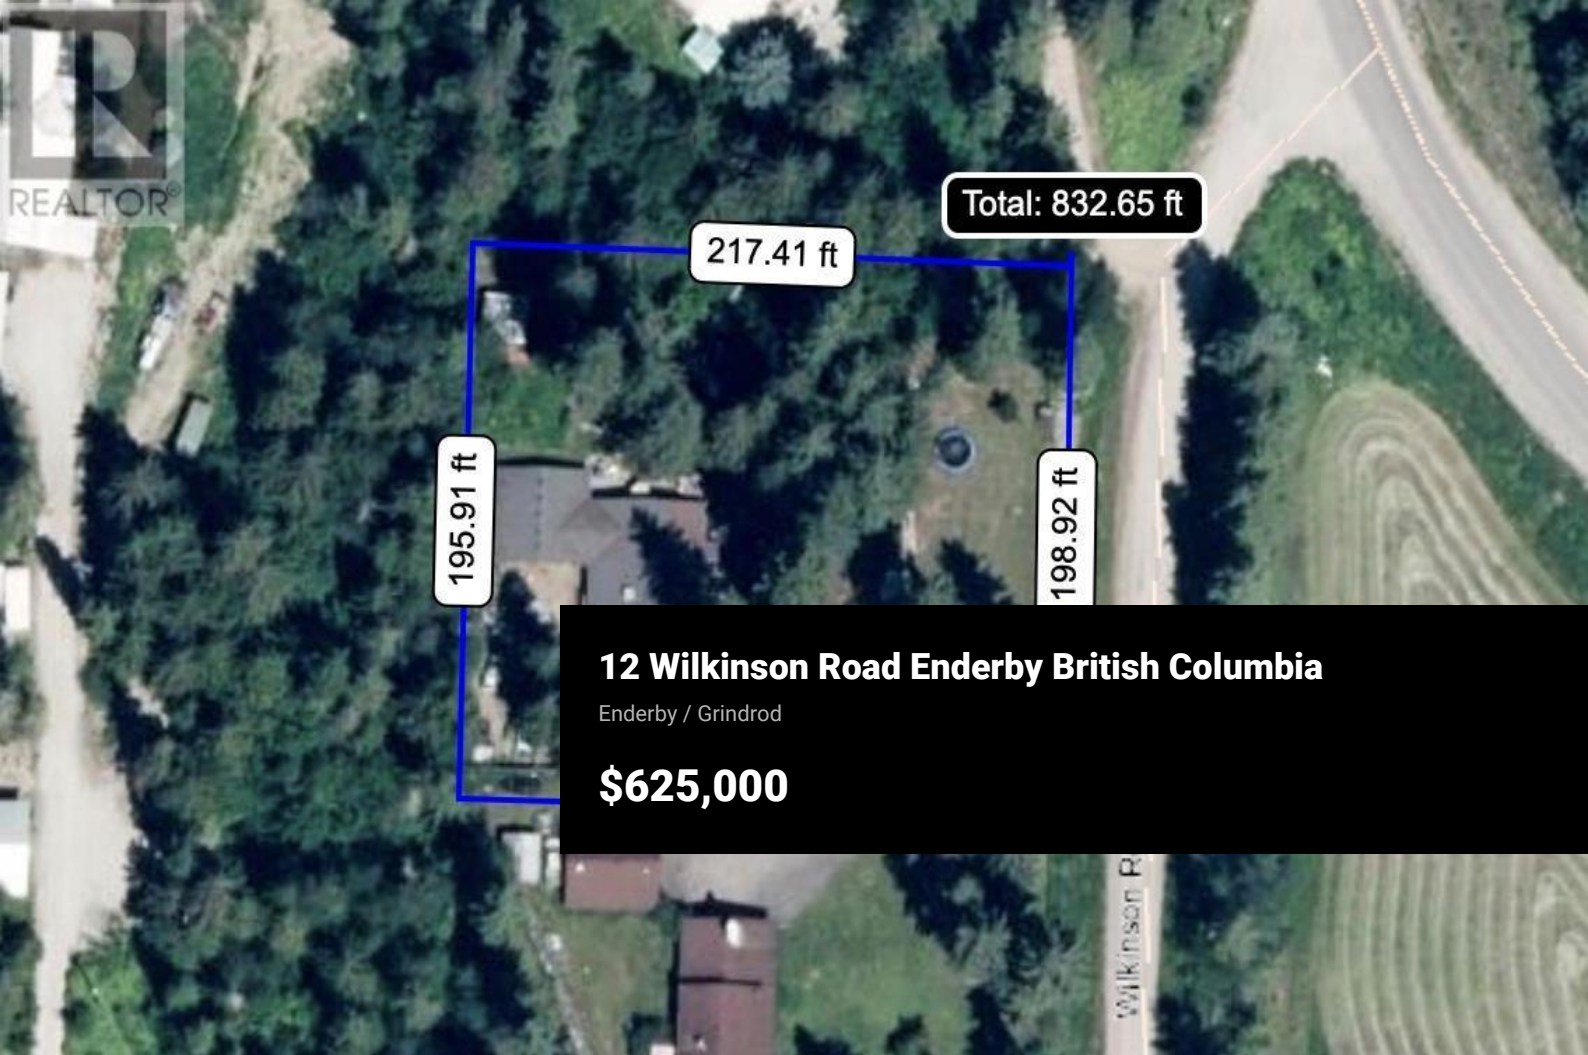 REALTOR®
Total: 832.65 ft
217.41 ft
195.91 ft
198.92 ft
12 Wilkinson Road Enderby British Columbia
Enderby / Grindrod
$625,000
Wilkinson R